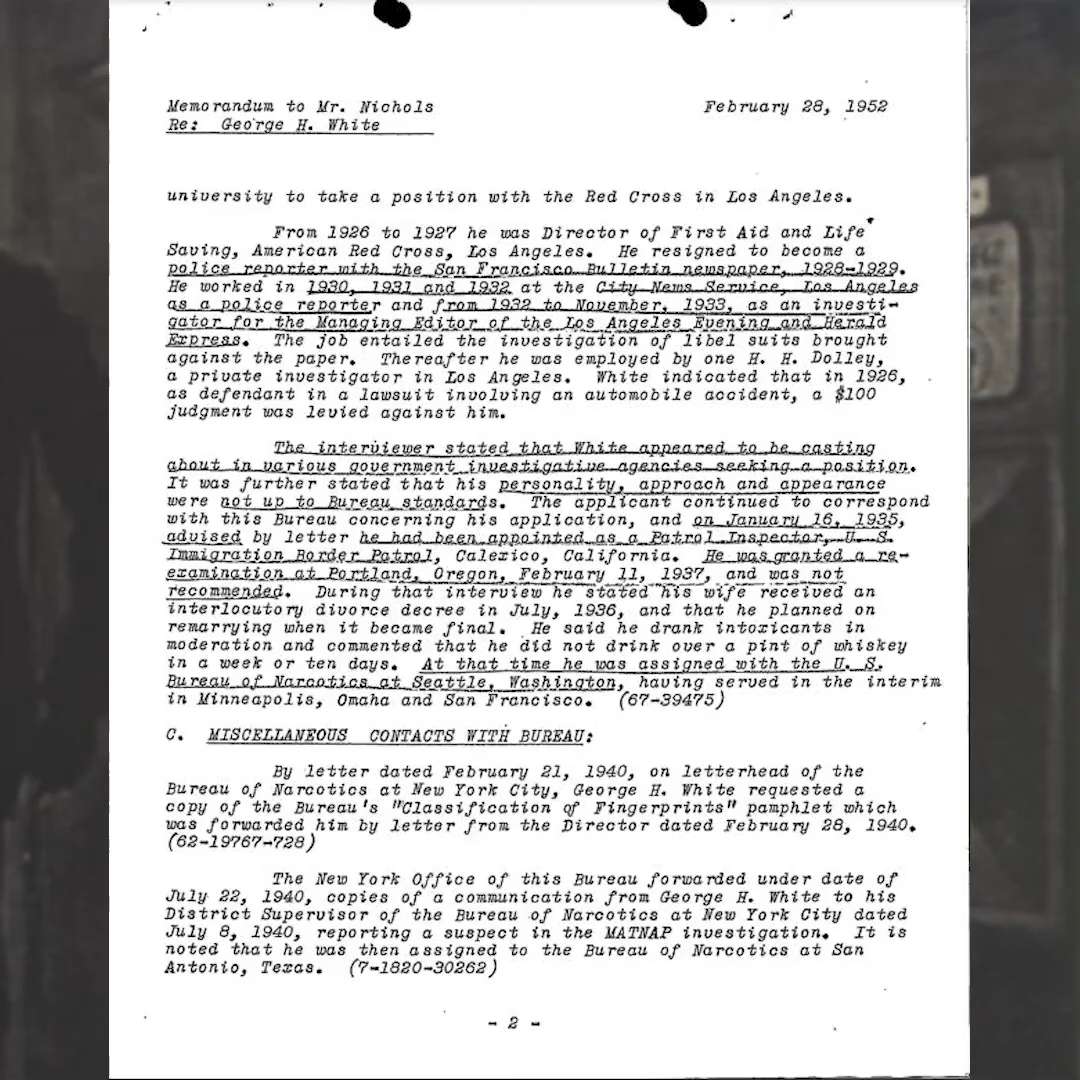 Memorandum to Mr. Nichols February 28, 1952
Re: George H. White
university to take a position with the Red Cross in Los Angeles.
From 1926 to 1927 he was Director of First Aid and Life
Saving, American Red Cross, Los Angeles. He resigned to become a
police reporter with the San Francisco Bulletin newspaper, 1928-1929.
He worked in 1930, 1931 and 1932 at the City News Service, Los Angeles
as a police reporter and from 1932 to November, 1933, as an investi-
gator for the Managing Editor of the Los Angeles Evening and Herald
Express. The job entailed the investigation of libel suits brought
against the paper. Thereafter he was employed by one H. H. Dolley,
a private investigator in Los Angeles. White indicated that in 1926,
as defendant in a lawsuit involving an automobile accident, a $100
judgment was levied against him.
The interviewer stated that White appeared to be casting
about in various government investigative agencies seeking a position.
It was further stated that his personality, approach and appearance
were not up to Bureau standards. The applicant continued to correspond
with this Bureau concerning his application, and on January 16, 1935,
advised by letter he had been appointed as a Patrol Inspector, U. S.
Immigration Border Patrol, Calexico, California. He was granted a re-
examination at Portland, Oregon, February 11, 1937, and was not
recommended. During that interview he stated his wife received an
interlocutory divorce decree in July, 1936, and that he planned on
remarrying when it became final. He said he drank intoxicants in
moderation and commented that he did not drink over a pint of whiskey
in a week or ten days. At that time he was assigned with the U. S.
Bureau of Narcotics at Seattle, Washington, having served in the interim
in Minneapolis, Omaha and San Francisco. (67-39475)
C. MISCELLANEOUS CONTACTS WITH BUREAU:
By letter dated February 21, 1940, on letterhead of the
Bureau of Narcotics at New York City, George H. White requested a
copy of the Bureau's "Classification of Fingerprints" pamphlet which
was forwarded him by letter from the Director dated February 28, 1940.
(62-19767-728)
The New York Office of this Bureau forwarded under date of
July 22, 1940, copies of a communication from George H. White to his
District Supervisor of the Bureau of Narcotics at New York City dated
July 8, 1940, reporting a suspect in the MATNAP investigation. It is
noted that he was then assigned to the Bureau of Narcotics at San
Antonio, Texas. (7-1820-30262)
- 2 -